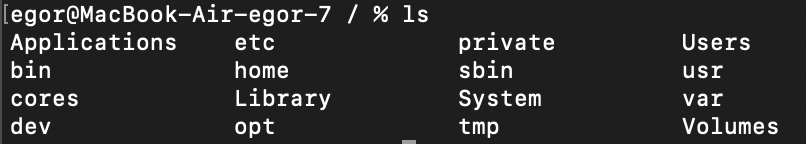 [egor@MacBook-Air-egor-7 / % ls
Applications etc private Users
bin home sbin usr
cores Library System var
dev opt tmp Volumes